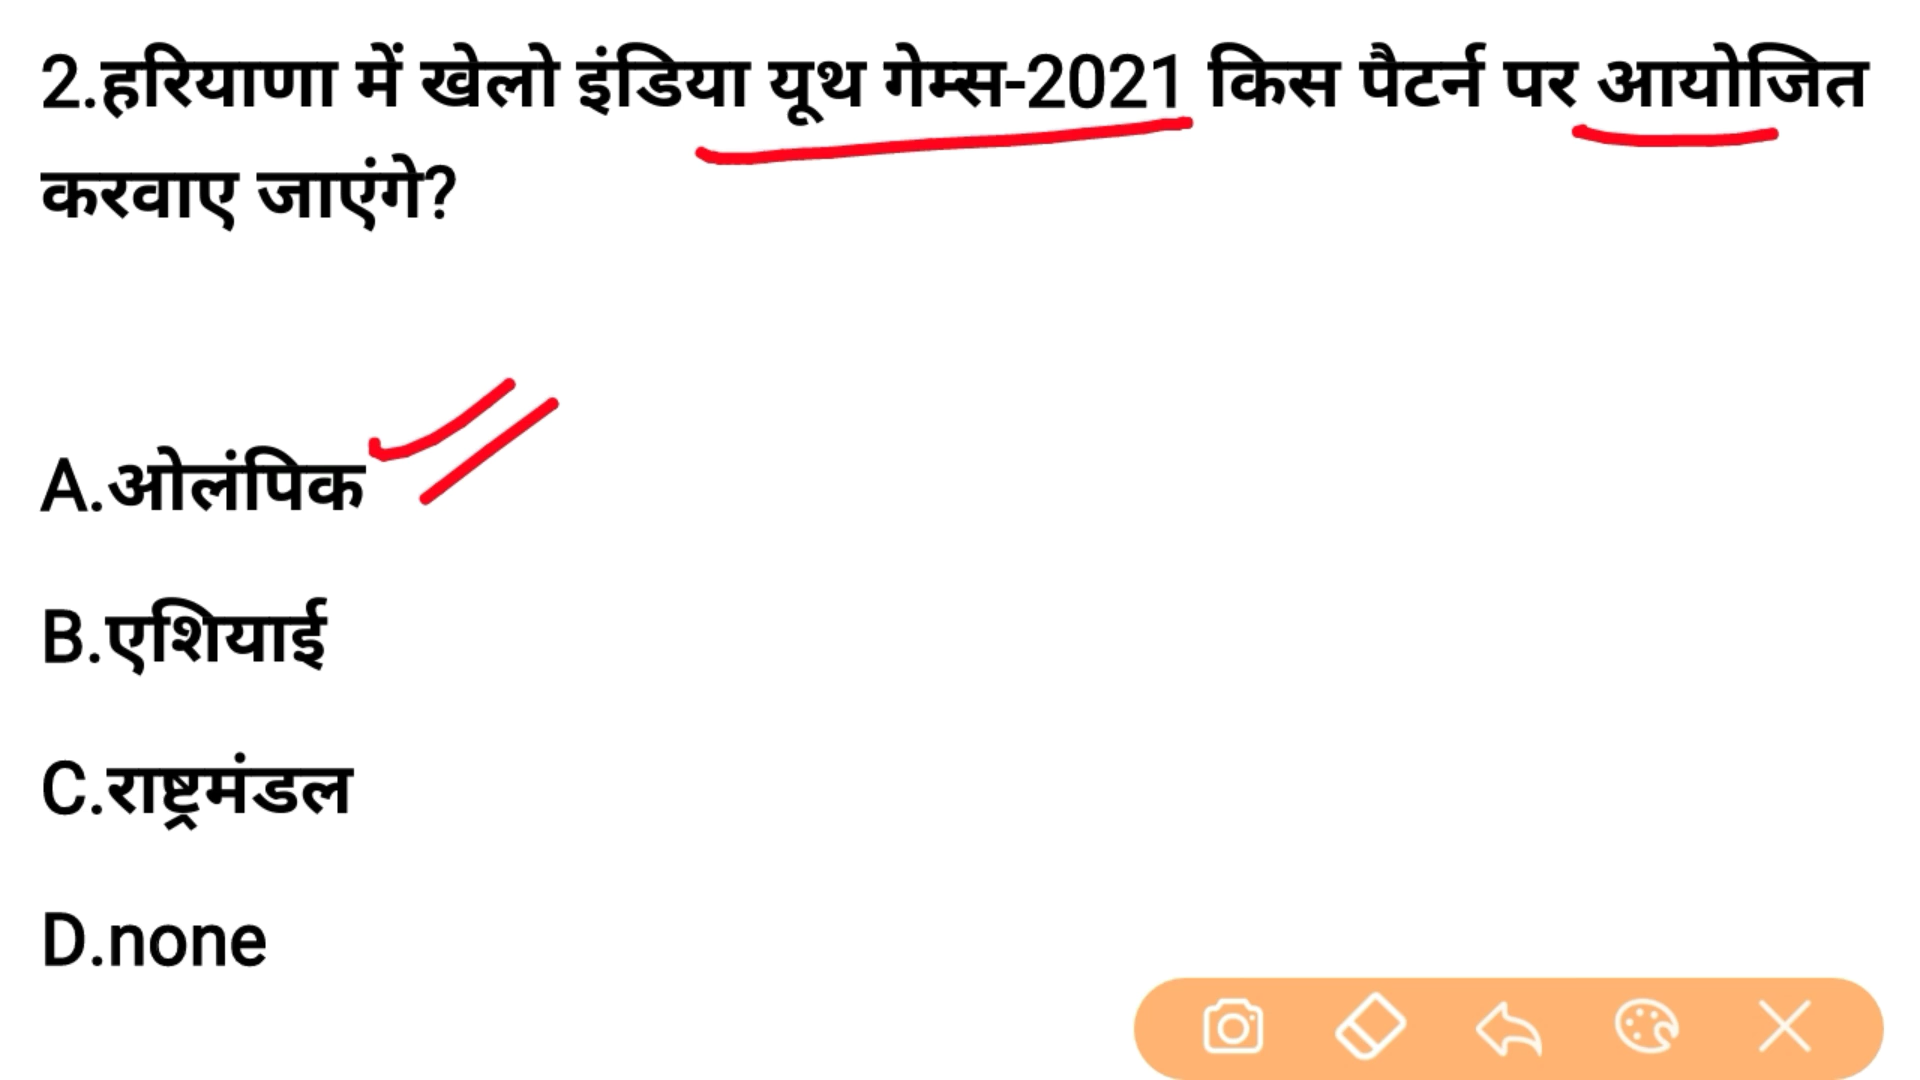 2.हरियाणा में खेलो इंडिया यूथ गेम्स-2021 किस पैटर्न पर आयोजित
करवाए जाएंगे?
A.ओलंपिक
B.एशियाई
C.राष्ट्रमंडल
D.none